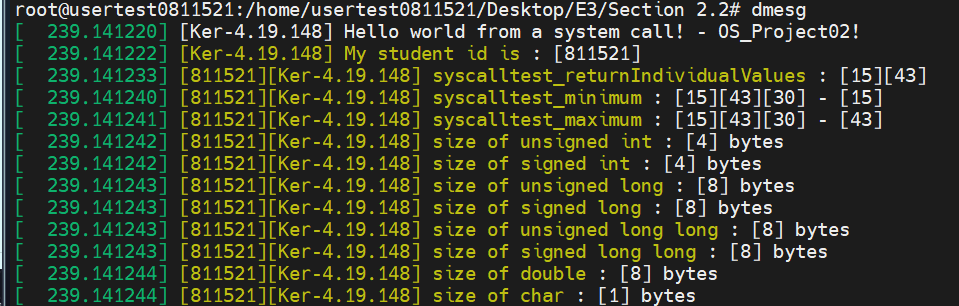 root@usertest0811521:/home/usertest0811521/Desktop/E3/Section 2.2# dmesg
[  239.141220] [Ker-4.19.148] Hello world from a system call! - OS_Project02!
[  239.141222] [Ker-4.19.148] My student id is : [811521]
[  239.141233] [811521][Ker-4.19.148] syscalltest_returnIndividualValues : [15][43]
[  239.141240] [811521][Ker-4.19.148] syscalltest_minimum : [15][43][30] - [15]
[  239.141241] [811521][Ker-4.19.148] syscalltest_maximum : [15][43][30] - [43]
[  239.141242] [811521][Ker-4.19.148] size of unsigned int : [4] bytes
[  239.141242] [811521][Ker-4.19.148] size of signed int : [4] bytes
[  239.141243] [811521][Ker-4.19.148] size of unsigned long : [8] bytes
[  239.141243] [811521][Ker-4.19.148] size of signed long : [8] bytes
[  239.141243] [811521][Ker-4.19.148] size of unsigned long long : [8] bytes
[  239.141244] [811521][Ker-4.19.148] size of signed long long : [8] bytes
[  239.141244] [811521][Ker-4.19.148] size of double : [8] bytes
[  239.141244] [811521][Ker-4.19.148] size of char : [1] bytes